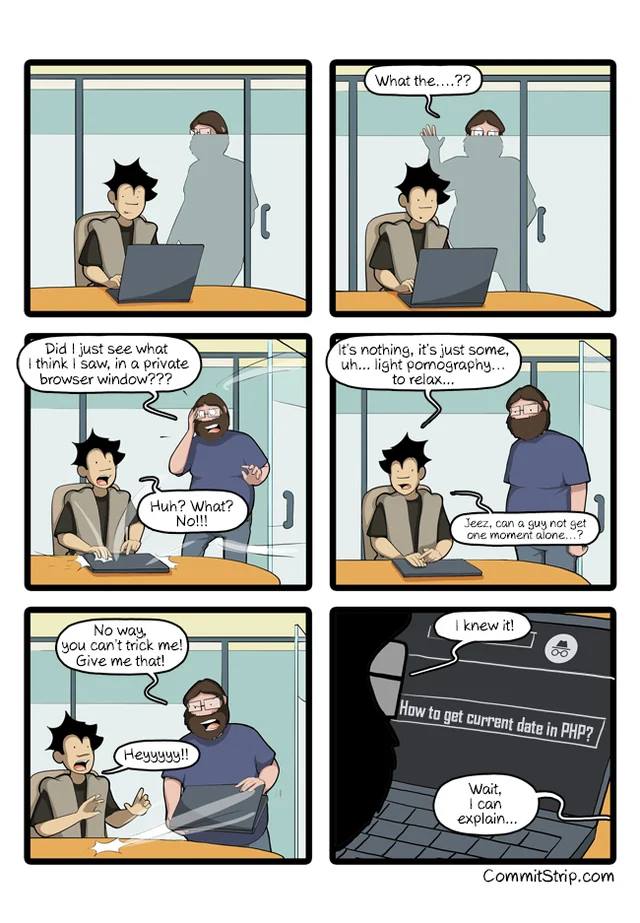 What the....??
Did I just see what
I think I saw, in a private
browser window???
Huh? What?
No!!!
It's nothing, it's just some,
uh... light pornography...
to relax...
Jeez, can a guy not get
one moment alone...?
No way,
you can't trick me!
Give me that!
Heyyyyy!!
I knew it!
How to get current date in PHP?
Wait,
I can
explain...
CommitStrip.com